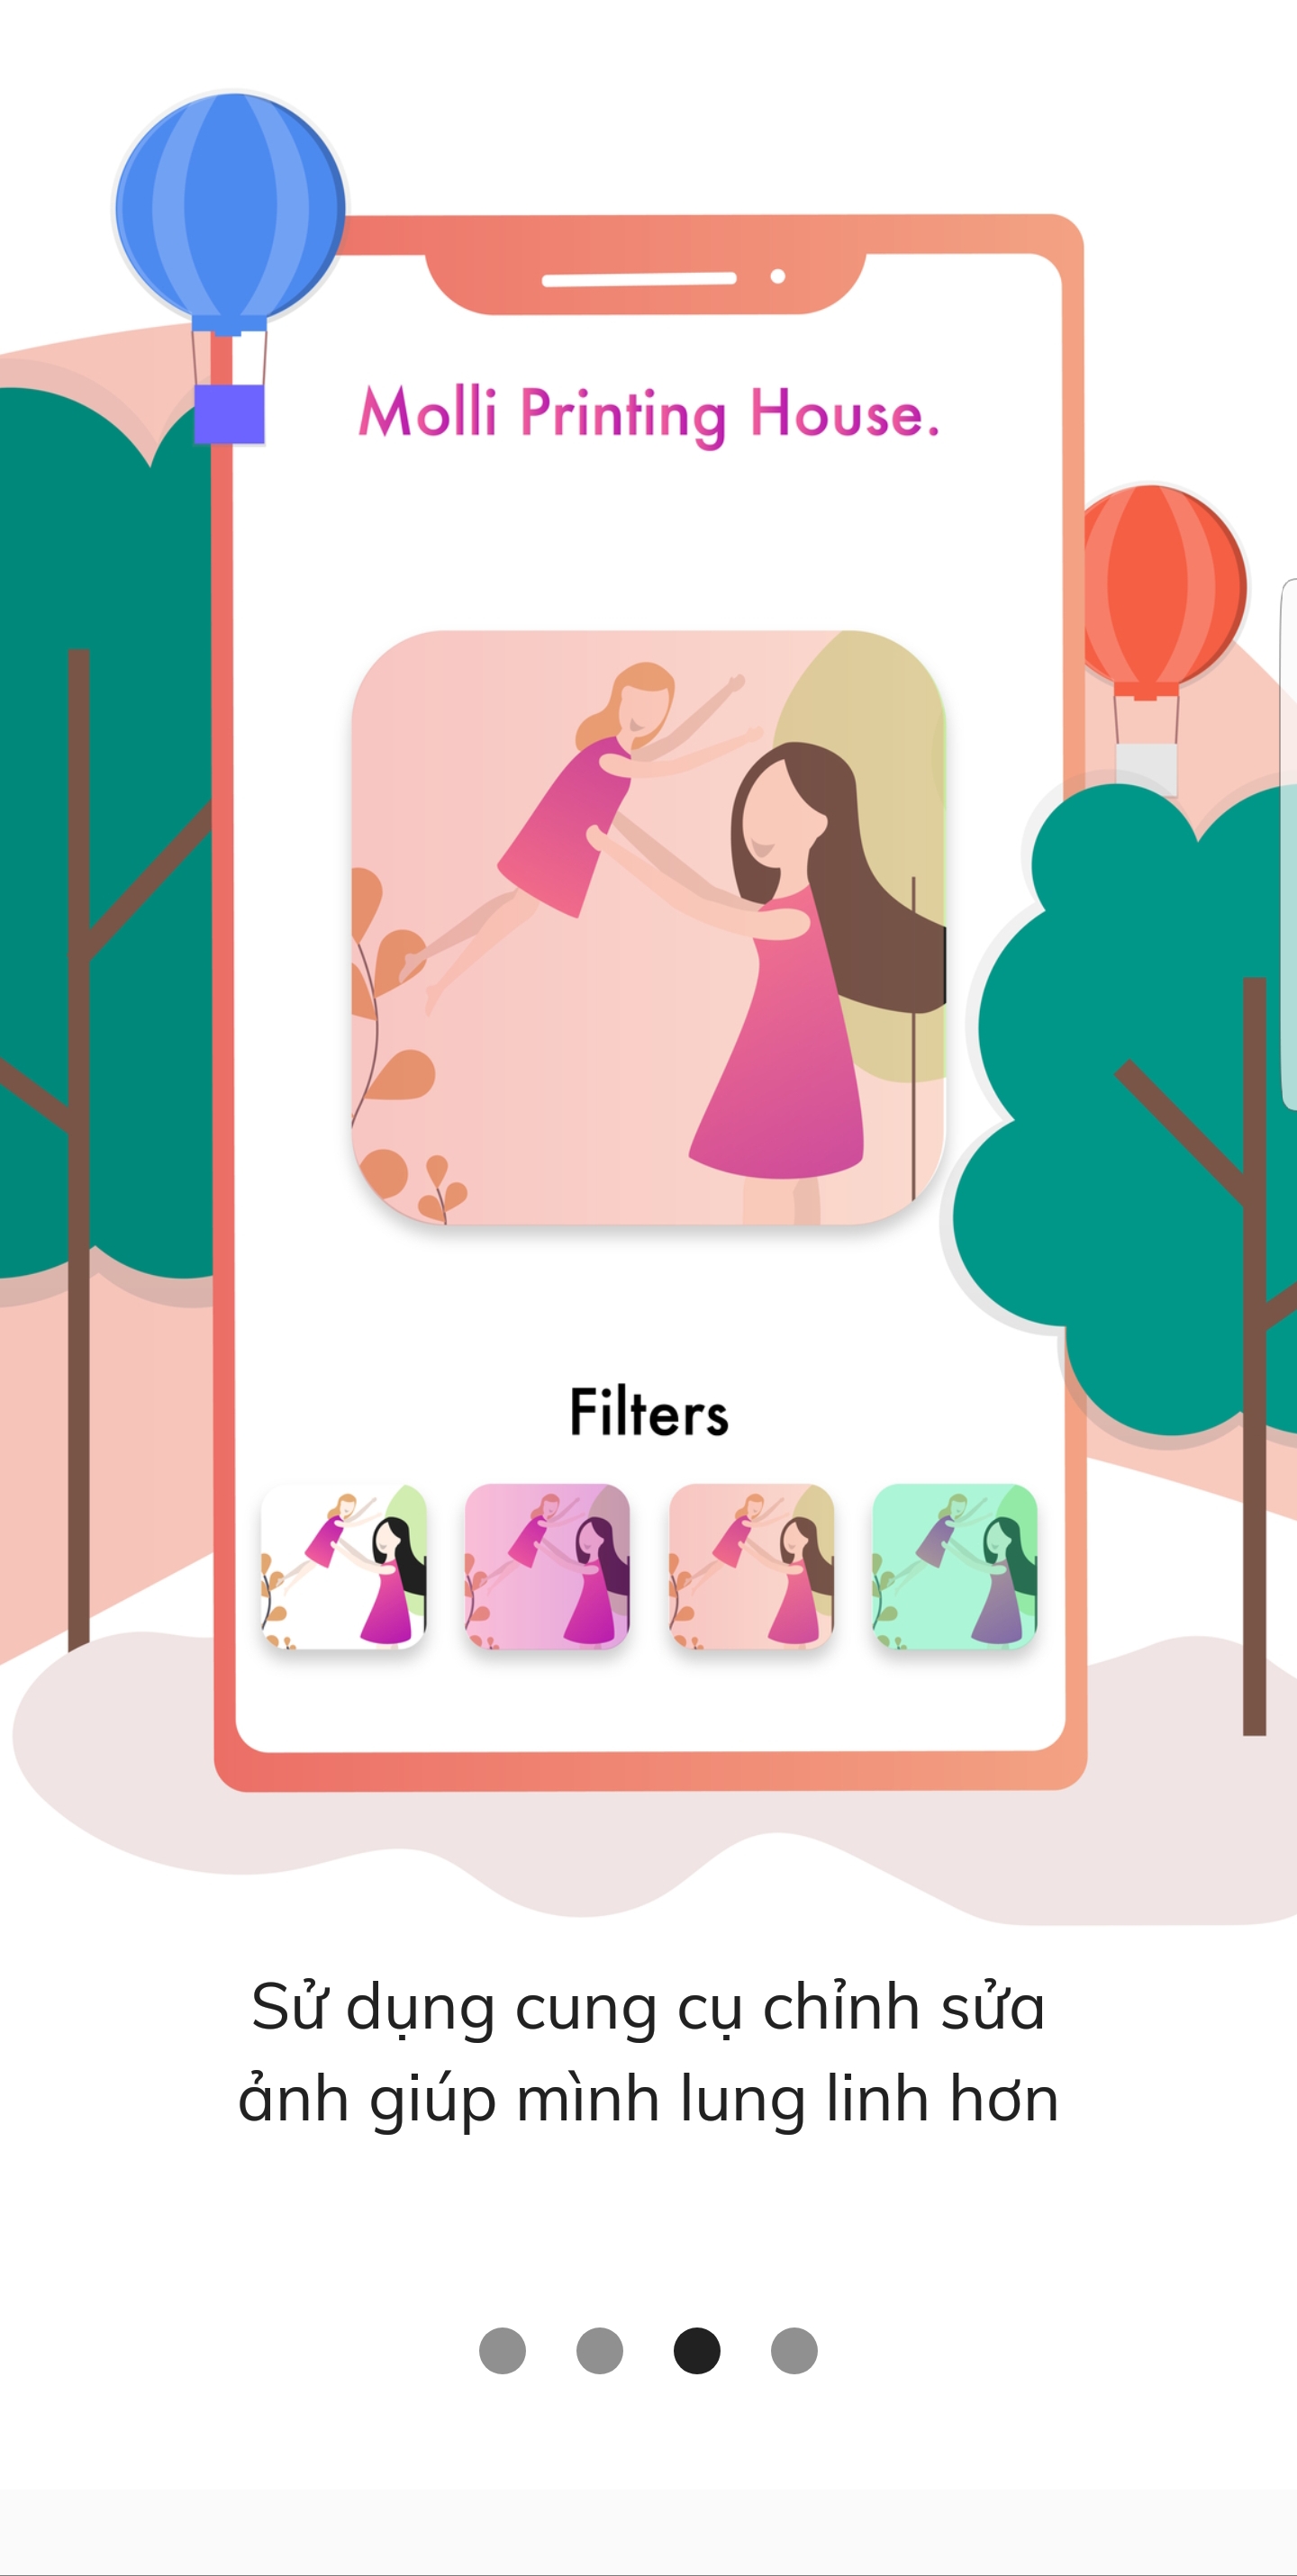 Molli Printing House.
Filters
Sử dụng cung cụ chỉnh sửa
ảnh giúp mình lung linh hơn